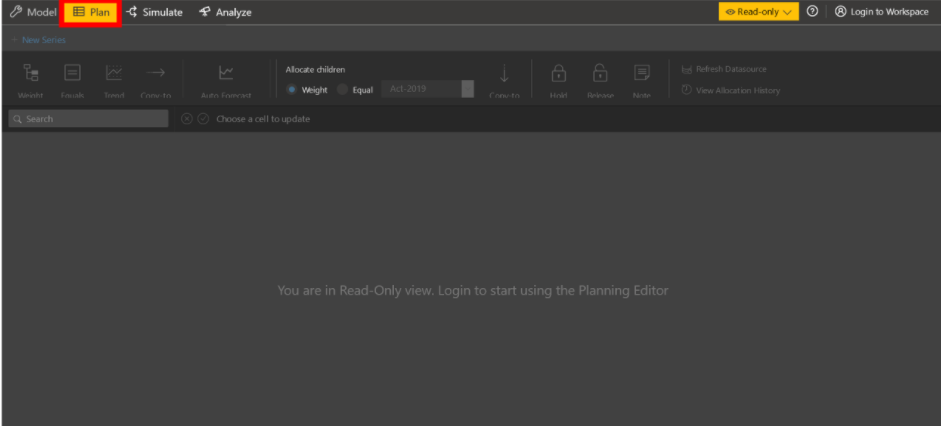 Model Plan Simulate Analyze Read-only Login to Workspace
+ New Series
Weight Equals Trend Copy to Auto Forecast Allocate children Weight Equal Act-2019 Copy to Hold Release Note Refresh Datasource
View Allocation History
Search Choose a cell to update
You are in Read-Only view. Login to start using the Planning Editor